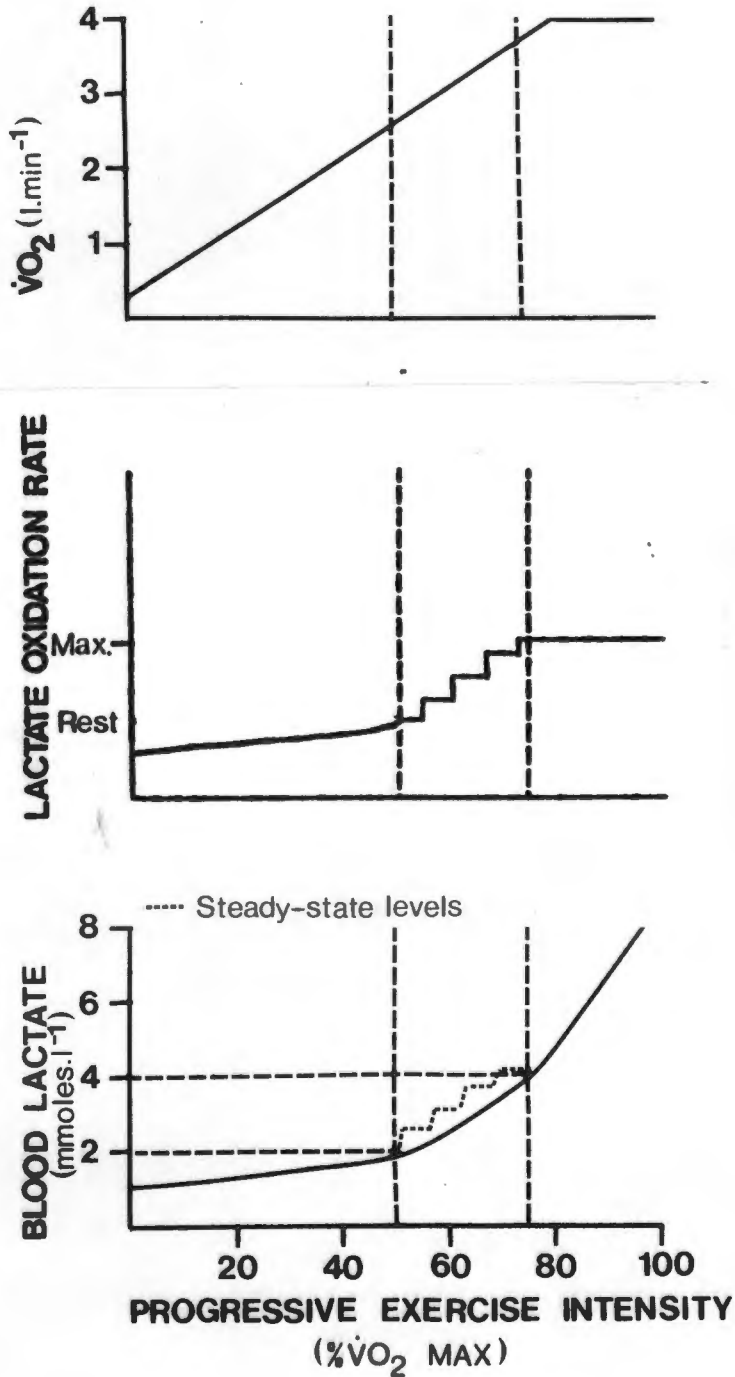 4
3
2
1
V̇O₂ (l.min⁻¹)
LACTATE OXIDATION RATE
Max.
Rest
----- Steady-state levels
8
6
4
2
BLOOD LACTATE
(mmoles.l⁻¹)
20 40 60 80 100
PROGRESSIVE EXERCISE INTENSITY
(%V̇O₂ MAX)